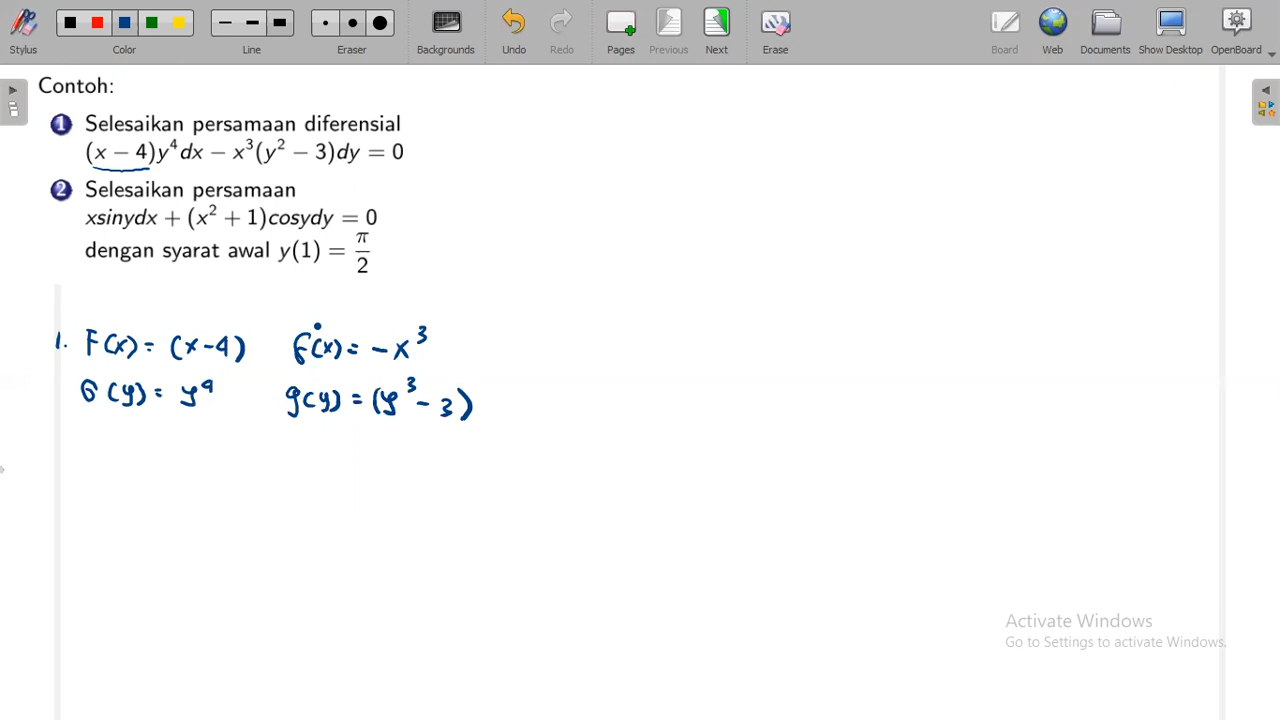 Stylus Color Line Eraser Backgrounds Undo Redo Pages Previous Next Erase Board Web Documents Show Desktop OpenBoard
Contoh:
1 Selesaikan persamaan diferensial
(x − 4)y⁴dx − x³(y² − 3)dy = 0
2 Selesaikan persamaan
xsinydx + (x² + 1)cosydy = 0
dengan syarat awal y(1) = π/2
1. F(x) = (x-4) f(x) = -x³
G(y) = y⁴ g(y) = (y³ - 3)
Activate Windows
Go to Settings to activate Windows.